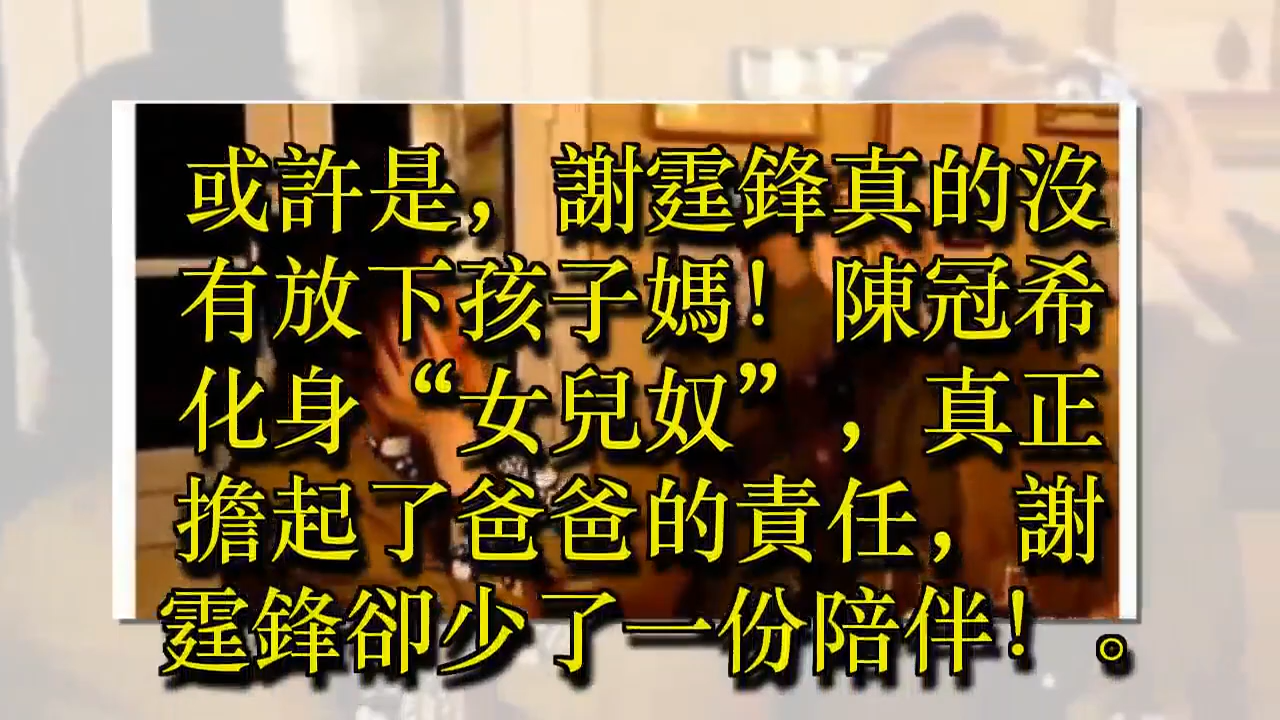 或許是，謝霆鋒真的沒
有放下孩子媽！陳冠希
化身“女兒奴”，真正
擔起了爸爸的責任，謝
霆鋒卻少了一份陪伴！。